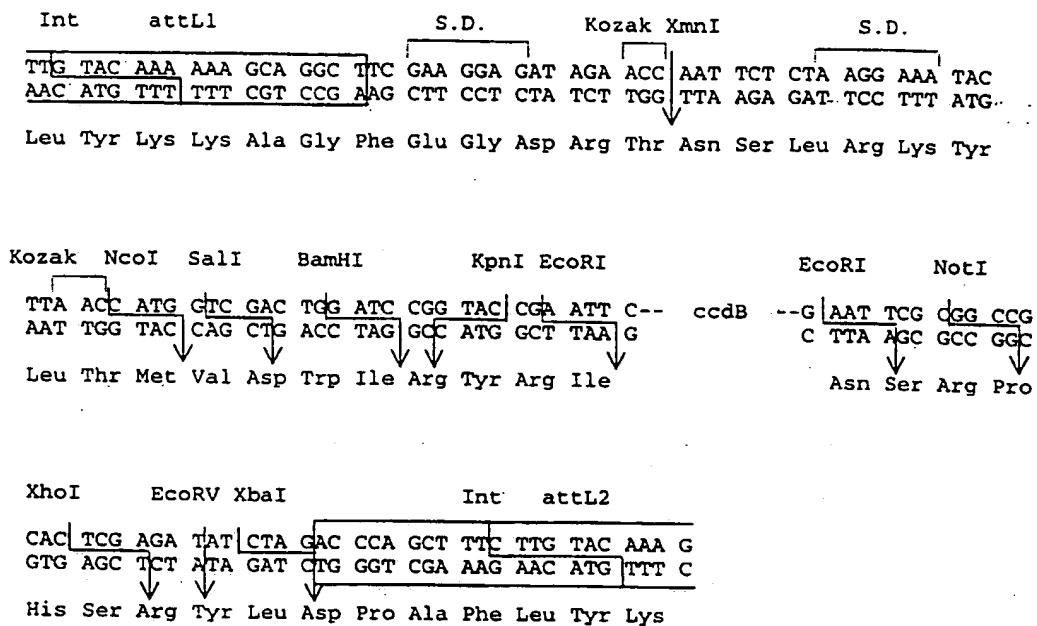 Int attL1 S.D. Kozak XmnI S.D.
TTG TAC AAA AAA GCA GGC TTC GAA GGA GAT AGA ACC AAT TCT CTA AGG AAA TAC
AAC ATG TTT TTT CGT CCG AAG CTT CCT CTA TCT TGG TTA AGA GAT TCC TTT ATG
Leu Tyr Lys Lys Ala Gly Phe Glu Gly Asp Arg Thr Asn Ser Leu Arg Lys Tyr
Kozak NcoI SalI BamHI KpnI EcoRI EcoRI NotI
TTA ACC ATG GTC GAC TGG ATC CGG TAC CGA ATT C-- ccdB --G AAT TCG CGG CCG
AAT TGG TAC CAG CTG ACC TAG GCC ATG GCT TAA G C TTA AGC GCC GGC
Leu Thr Met Val Asp Trp Ile Arg Tyr Arg Ile Asn Ser Arg Pro
XhoI EcoRV XbaI Int attL2
CAC TCG AGA TAT CTAG ACC CAGCT TTC TTG TAC AAA G
GTG AGC TCT ATA GAT CTG GGT CGA AAG AAC ATG TTT C
His Ser Arg Tyr Leu Asp Pro Ala Phe Leu Tyr Lys